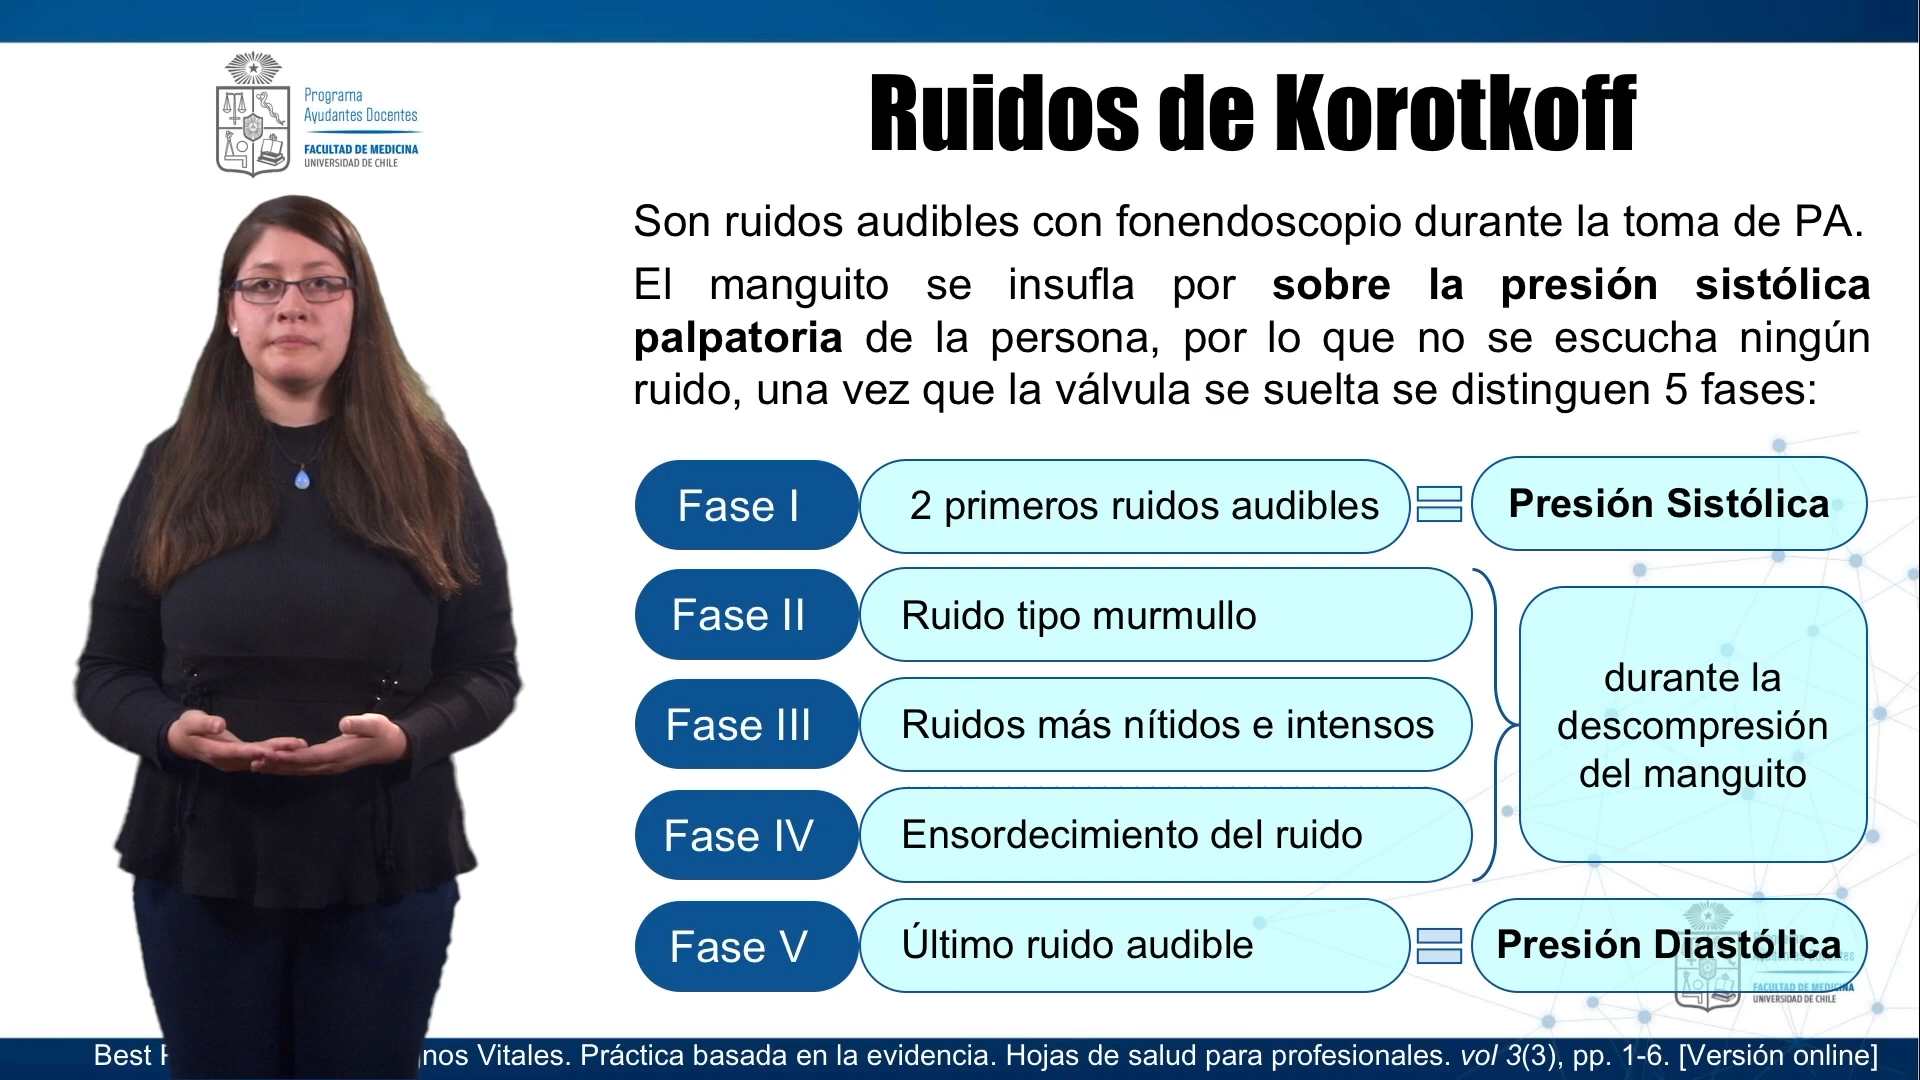 Programa
Ayudantes Docentes
FACULTAD DE MEDICINA
UNIVERSIDAD DE CHILE
Ruidos de Korotkoff
Son ruidos audibles con fonendoscopio durante la toma de PA.
El manguito se insufla por sobre la presión sistólica
palpatoria de la persona, por lo que no se escucha ningún
ruido, una vez que la válvula se suelta se distinguen 5 fases:
Fase I 2 primeros ruidos audibles = Presión Sistólica
Fase II Ruido tipo murmullo
Fase III Ruidos más nítidos e intensos
Fase IV Ensordecimiento del ruido
durante la
descompresión
del manguito
Fase V Último ruido audible = Presión Diastólica
FACULTAD DE MEDICINA
UNIVERSIDAD DE CHILE
Best Vitales. Práctica basada en la evidencia. Hojas de salud para profesionales. vol 3(3), pp. 1-6. [Versión online]